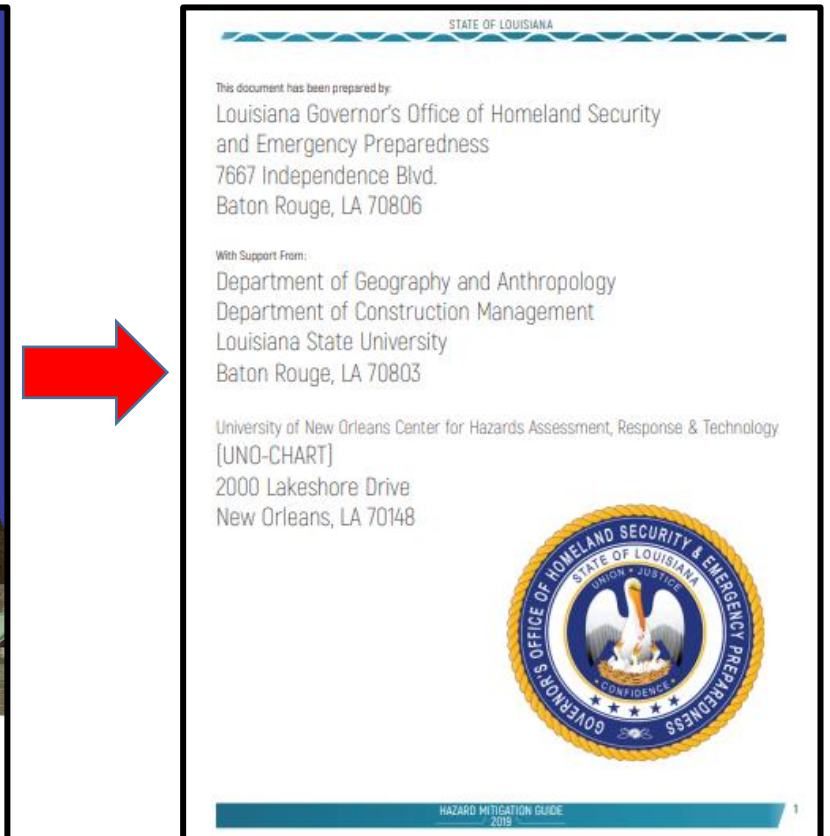 STATE OF LOUISIANA
This document has been prepared by:
Louisiana Governor's Office of Homeland Security
and Emergency Preparedness
7667 Independence Blvd.
Baton Rouge, LA 70806
With Support From:
Department of Geography and Anthropology
Department of Construction Management
Louisiana State University
Baton Rouge, LA 70803
University of New Orleans Center for Hazards Assessment, Response & Technology
(UNO-CHART)
2000 Lakeshore Drive
New Orleans, LA 70148
GOVERNOR'S OFFICE OF HOMELAND SECURITY & EMERGENCY PREPAREDNESS
STATE OF LOUISIANA
UNION • JUSTICE
• CONFIDENCE •
HAZARD MITIGATION GUIDE
2019
1